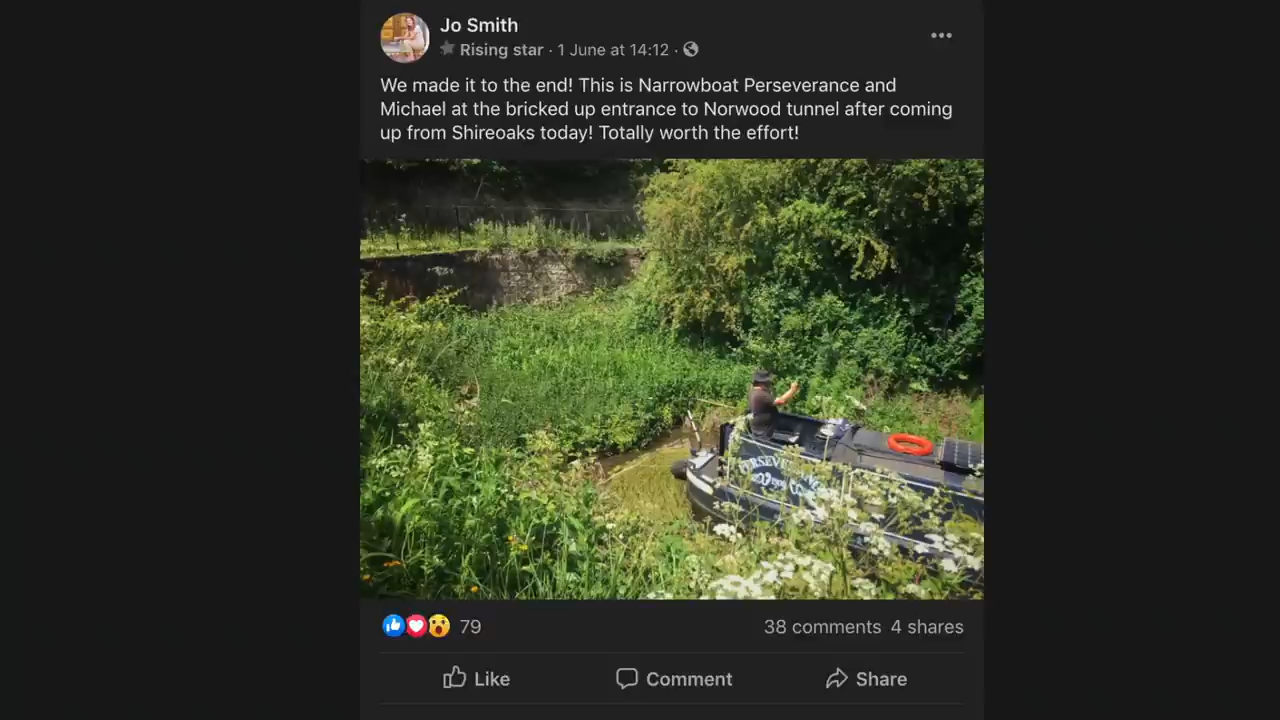 Jo Smith
Rising star · 1 June at 14:12 ·
We made it to the end! This is Narrowboat Perseverance and
Michael at the bricked up entrance to Norwood tunnel after coming
up from Shireoaks today! Totally worth the effort!
79
38 comments 4 shares
Like
Comment
Share